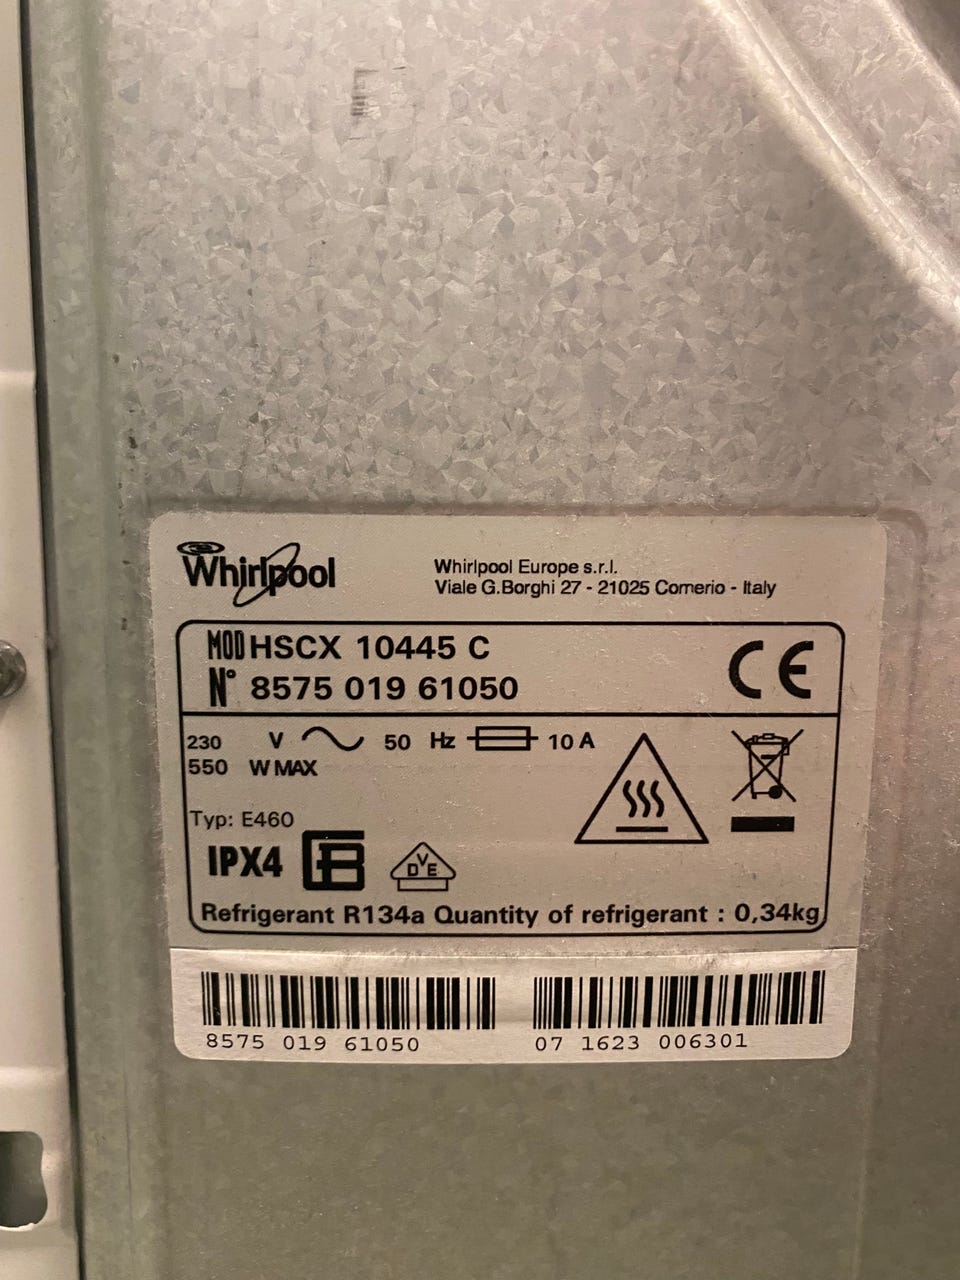 Whirlpool
Whirlpool Europe s.r.l.
Viale G.Borghi 27 - 21025 Comerio - Italy
MOD HSCX 10445 C
N° 8575 019 61050
CE
230 V 50 Hz 10 A
550 W MAX
Typ: E460
IPX4
DVE
Refrigerant R134a Quantity of refrigerant : 0,34kg
8575 019 61050
07 1623 006301